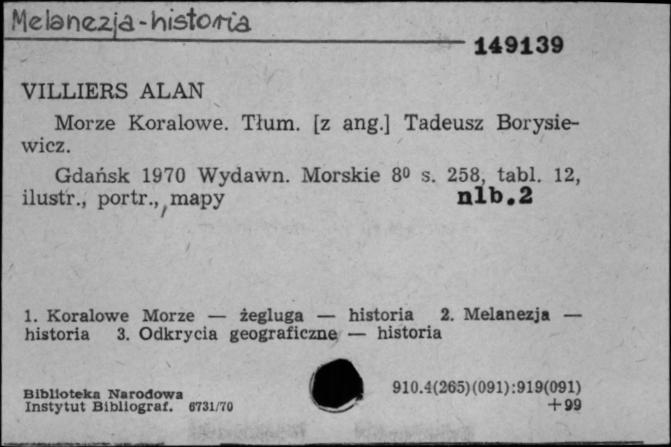 Melanezja-historia
149139
VILLIERS ALAN
Morze Koralowe. Tłum. [z ang.] Tadeusz Borysie-
wicz.
Gdańsk 1970 Wydawn. Morskie 8⁰ s. 258, tabl. 12,
ilustr., portr., mapy nlb.2
1. Koralowe Morze — żegluga — historia 2. Melanezja —
historia 3. Odkrycia geograficzne — historia
Biblioteka Narodowa 910.4(265)(091):919(091)
Instytut Bibliograf. 6731/70 +99